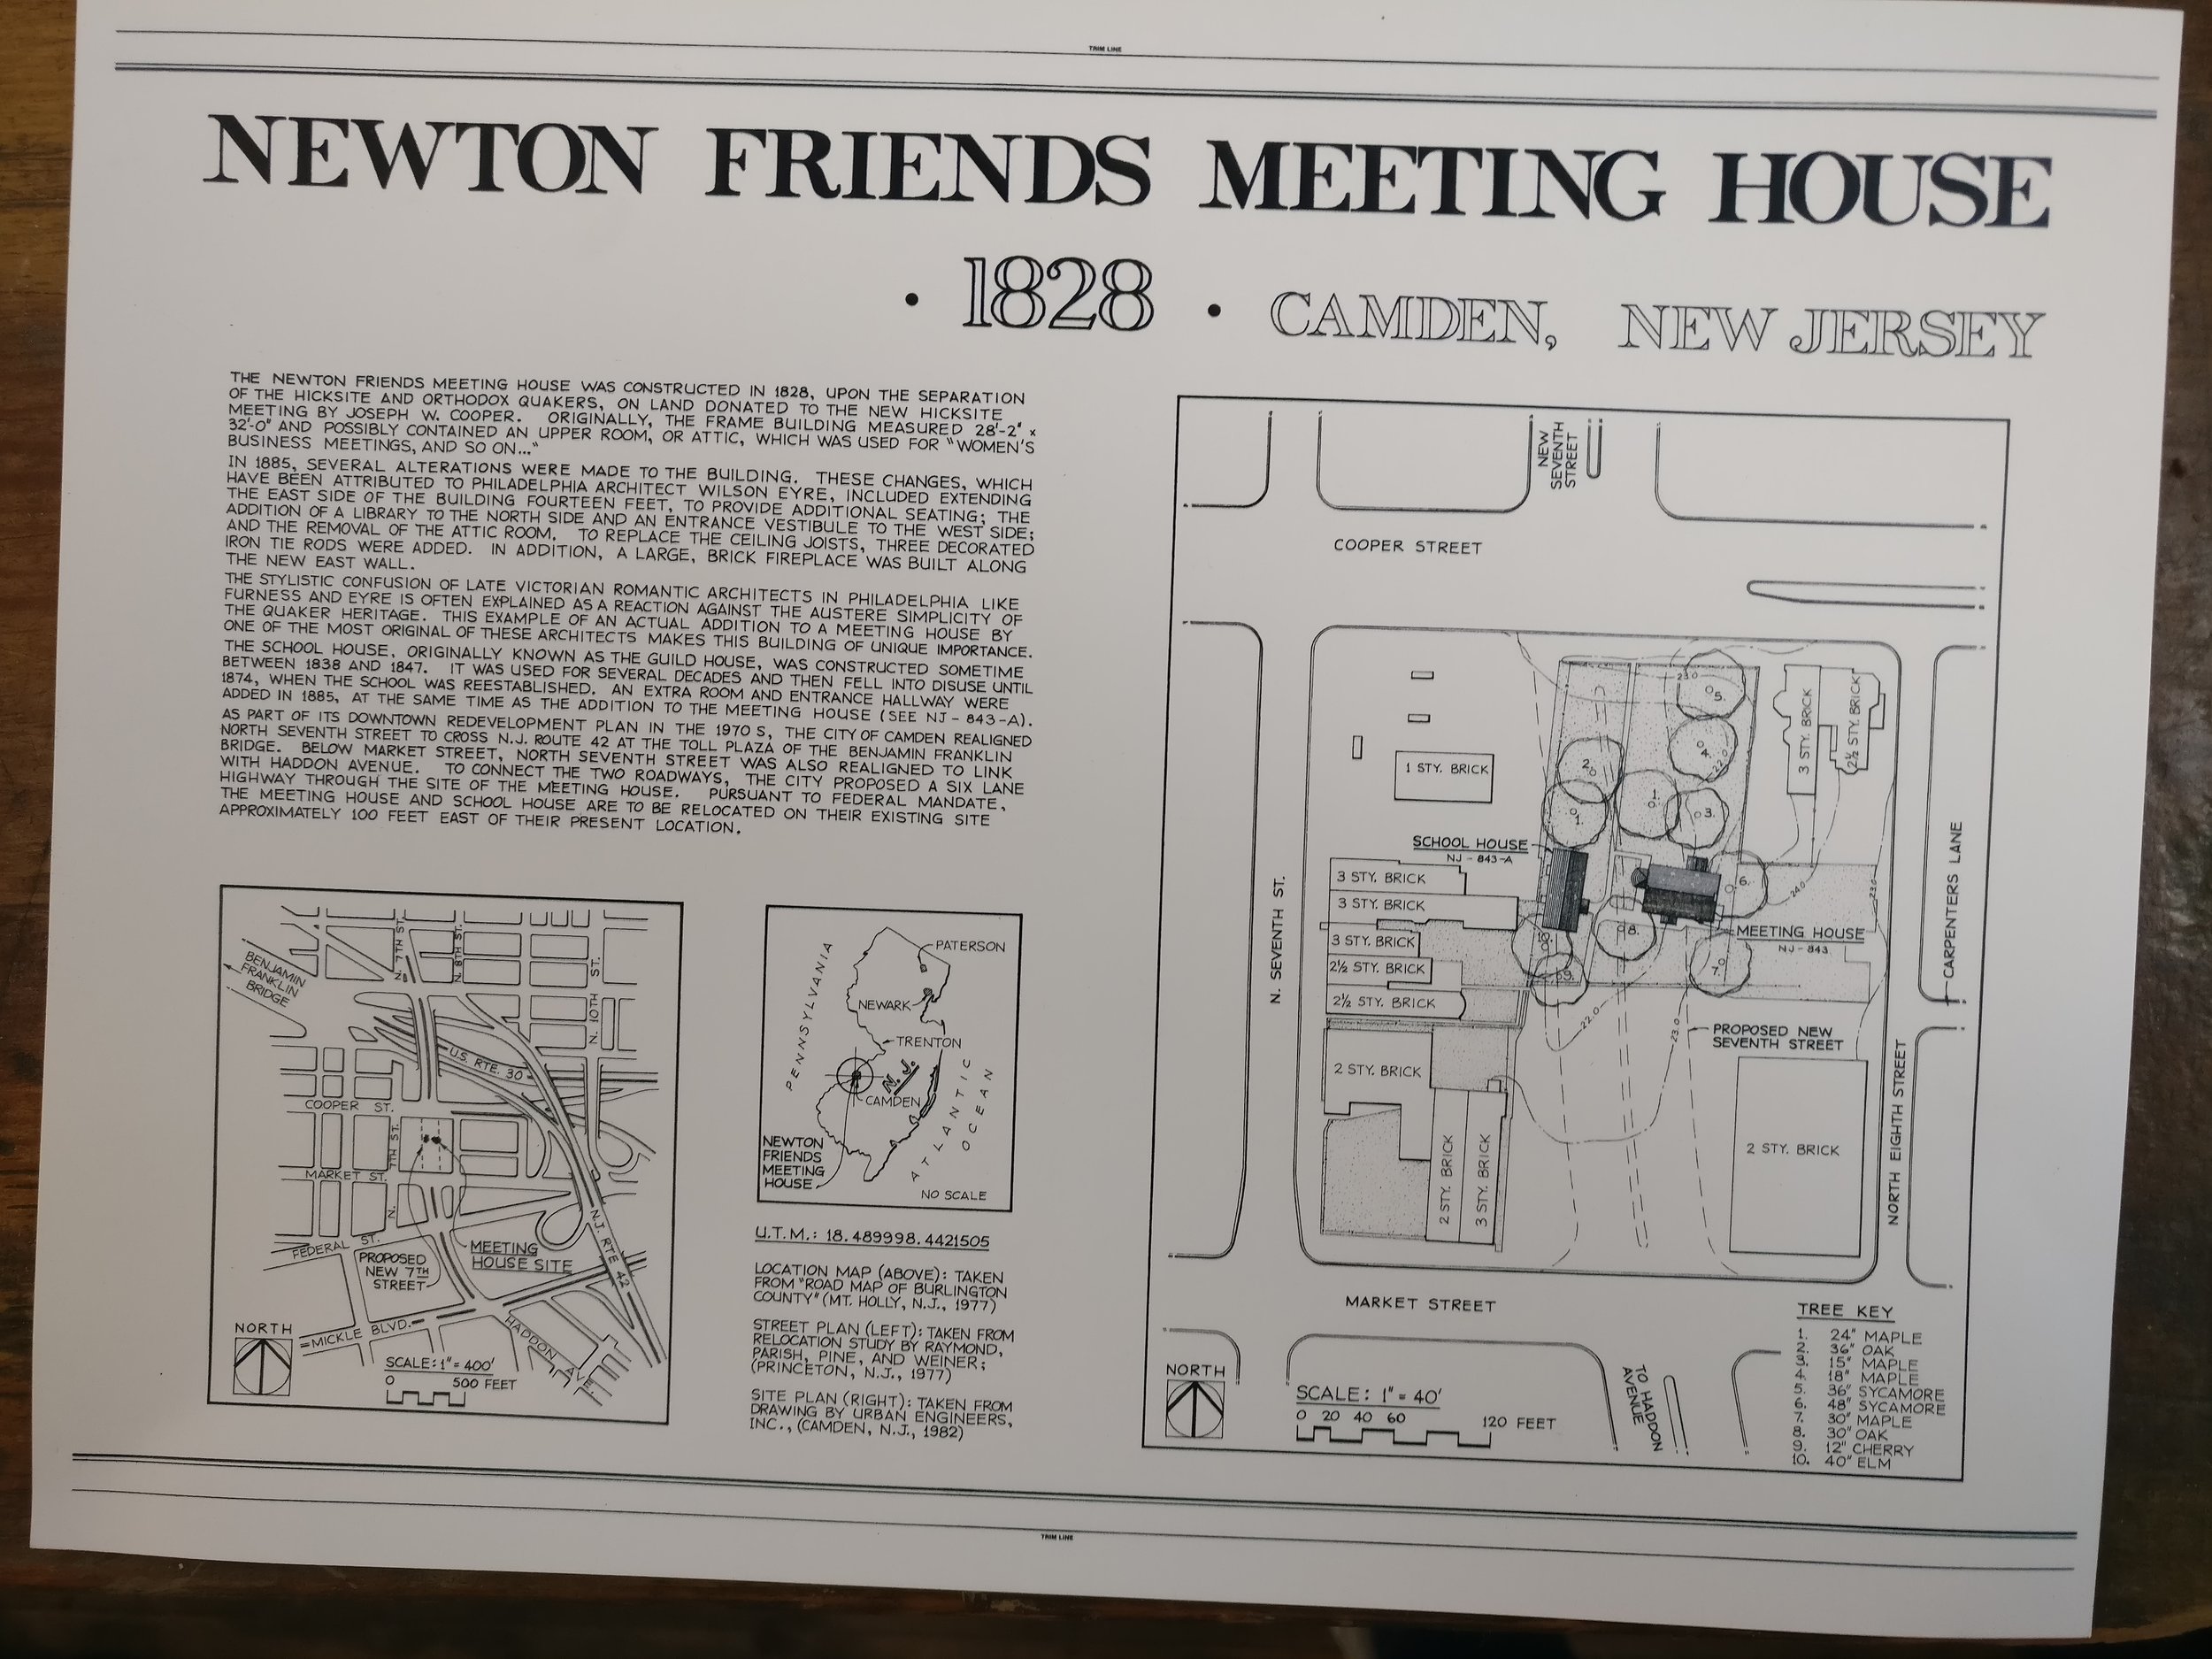 TRIM LINE
NEWTON FRIENDS MEETING HOUSE
• 1828 • CAMDEN, NEW JERSEY
THE NEWTON FRIENDS MEETING HOUSE WAS CONSTRUCTED IN 1828, UPON THE SEPARATION
OF THE HICKSITE AND ORTHODOX QUAKERS, ON LAND DONATED TO THE NEW HICKSITE
MEETING BY JOSEPH W. COOPER. ORIGINALLY, THE FRAME BUILDING MEASURED 28'-2" x
32'-0" AND POSSIBLY CONTAINED AN UPPER ROOM, OR ATTIC, WHICH WAS USED FOR "WOMEN'S
BUSINESS MEETINGS, AND SO ON..."
IN 1885, SEVERAL ALTERATIONS WERE MADE TO THE BUILDING. THESE CHANGES, WHICH
HAVE BEEN ATTRIBUTED TO PHILADELPHIA ARCHITECT WILSON EYRE, INCLUDED EXTENDING
THE EAST SIDE OF THE BUILDING FOURTEEN FEET, TO PROVIDE ADDITIONAL SEATING; THE
ADDITION OF A LIBRARY TO THE NORTH SIDE AND AN ENTRANCE VESTIBULE TO THE WEST SIDE;
AND THE REMOVAL OF THE ATTIC ROOM. TO REPLACE THE CEILING JOISTS, THREE DECORATED
IRON TIE RODS WERE ADDED. IN ADDITION, A LARGE, BRICK FIREPLACE WAS BUILT ALONG
THE NEW EAST WALL.
THE STYLISTIC CONFUSION OF LATE VICTORIAN ROMANTIC ARCHITECTS IN PHILADELPHIA LIKE
FURNESS AND EYRE IS OFTEN EXPLAINED AS A REACTION AGAINST THE AUSTERE SIMPLICITY OF
THE QUAKER HERITAGE. THIS EXAMPLE OF AN ACTUAL ADDITION TO A MEETING HOUSE BY
ONE OF THE MOST ORIGINAL OF THESE ARCHITECTS MAKES THIS BUILDING OF UNIQUE IMPORTANCE.
THE SCHOOL HOUSE, ORIGINALLY KNOWN AS THE GUILD HOUSE, WAS CONSTRUCTED SOMETIME
BETWEEN 1838 AND 1847. IT WAS USED FOR SEVERAL DECADES AND THEN FELL INTO DISUSE UNTIL
1874, WHEN THE SCHOOL WAS REESTABLISHED. AN EXTRA ROOM AND ENTRANCE HALLWAY WERE
ADDED IN 1885, AT THE SAME TIME AS THE ADDITION TO THE MEETING HOUSE (SEE NJ - 843-A).
AS PART OF ITS DOWNTOWN REDEVELOPMENT PLAN IN THE 1970 S, THE CITY OF CAMDEN REALIGNED
NORTH SEVENTH STREET TO CROSS N.J. ROUTE 42 AT THE TOLL PLAZA OF THE BENJAMIN FRANKLIN
BRIDGE. BELOW MARKET STREET, NORTH SEVENTH STREET WAS ALSO REALIGNED TO LINK
WITH HADDON AVENUE. TO CONNECT THE TWO ROADWAYS, THE CITY PROPOSED A SIX LANE
HIGHWAY THROUGH THE SITE OF THE MEETING HOUSE. PURSUANT TO FEDERAL MANDATE,
THE MEETING HOUSE AND SCHOOL HOUSE ARE TO BE RELOCATED ON THEIR EXISTING SITE
APPROXIMATELY 100 FEET EAST OF THEIR PRESENT LOCATION.
BENJAMIN
FRANKLIN
BRIDGE
N. 7TH ST.
N. 8TH ST.
N. 10TH ST.
U.S. RTE. 30
COOPER ST.
N. 7TH ST.
MARKET ST.
FEDERAL ST.
PROPOSED
NEW 7TH
STREET
MEETING
HOUSE SITE
N.J. RTE 42
MICKLE BLVD.
HADDON AVE.
NORTH
SCALE: 1" = 400'
0 500 FEET
PENNSYLVANIA
PATERSON
NEWARK
TRENTON
N. J.
CAMDEN
ATLANTIC
OCEAN
NEWTON
FRIENDS
MEETING
HOUSE
NO SCALE
U.T.M.: 18.489998.4421505
LOCATION MAP (ABOVE): TAKEN
FROM "ROAD MAP OF BURLINGTON
COUNTY" (MT. HOLLY, N.J., 1977)
STREET PLAN (LEFT): TAKEN FROM
RELOCATION STUDY BY RAYMOND,
PARISH, PINE, AND WEINER;
(PRINCETON, N.J., 1977)
SITE PLAN (RIGHT): TAKEN FROM
DRAWING BY URBAN ENGINEERS,
INC., (CAMDEN, N.J., 1982)
NEW
SEVENTH
STREET
COOPER STREET
23.0
5.
4.
22.0
2.
1.
1.
3.
3 STY. BRICK
2½ STY. BRICK
1 STY. BRICK
SCHOOL HOUSE
NJ - 843-A
3 STY. BRICK
3 STY. BRICK
3 STY. BRICK
2½ STY. BRICK
2½ STY. BRICK
6.
24.0
23.0
8.
10.
9.
7.
MEETING HOUSE
NJ-843
N. SEVENTH ST.
CARPENTERS LANE
22.0
23.0
PROPOSED NEW
SEVENTH STREET
2 STY. BRICK
2 STY. BRICK
3 STY. BRICK
2 STY. BRICK
NORTH EIGHTH STREET
MARKET STREET
NORTH
SCALE: 1" = 40'
0 20 40 60 120 FEET
TO HADDON
AVENUE
TREE KEY
1. 24" MAPLE
2. 36" OAK
3. 15" MAPLE
4. 18" MAPLE
5. 36" SYCAMORE
6. 48" SYCAMORE
7. 30" MAPLE
8. 30" OAK
9. 12" CHERRY
10. 40" ELM
TRIM LINE